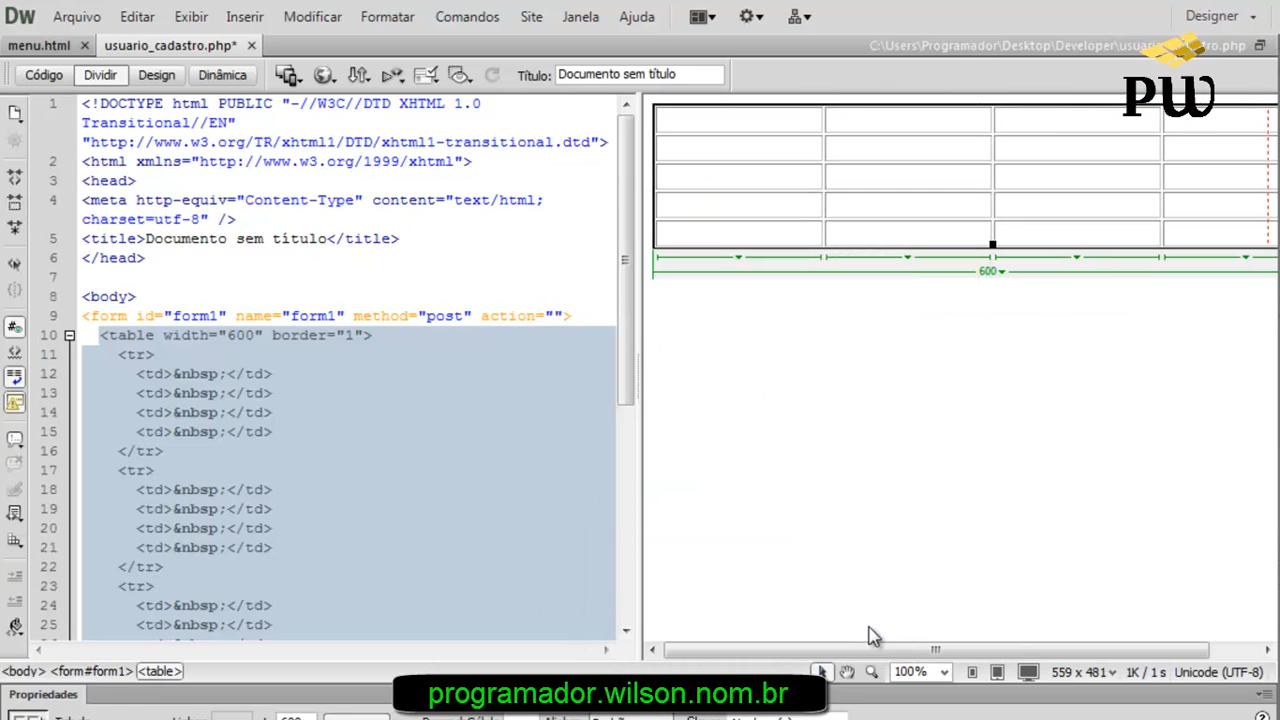 Dw Arquivo Editar Exibir Inserir Modificar Formatar Comandos Site Janela Ajuda Designer
menu.html usuario_cadastro.php*
PW
Código Dividir Design Dinâmica Título: Documento sem título
1 <!DOCTYPE html PUBLIC "-//W3C//DTD XHTML 1.0
Transitional//EN"
"http://www.w3.org/TR/xhtml1/DTD/xhtml1-transitional.dtd">
2 <html xmlns="http://www.w3.org/1999/xhtml">
3 <head>
4 <meta http-equiv="Content-Type" content="text/html;
charset=utf-8" />
5 <title>Documento sem título</title>
6 </head>
7
8 <body>
9 <form id="form1" name="form1" method="post" action="">
10 <table width="600" border="1">
11 <tr>
12 <td>&nbsp;</td>
13 <td>&nbsp;</td>
14 <td>&nbsp;</td>
15 <td>&nbsp;</td>
16 </tr>
17 <tr>
18 <td>&nbsp;</td>
19 <td>&nbsp;</td>
20 <td>&nbsp;</td>
21 <td>&nbsp;</td>
22 </tr>
23 <tr>
24 <td>&nbsp;</td>
25 <td>&nbsp;</td>
600
<body> <form#form1> <table> 100% 559 x 481 1K / 1 s Unicode (UTF-8)
Propriedades
programador.wilson.nom.br